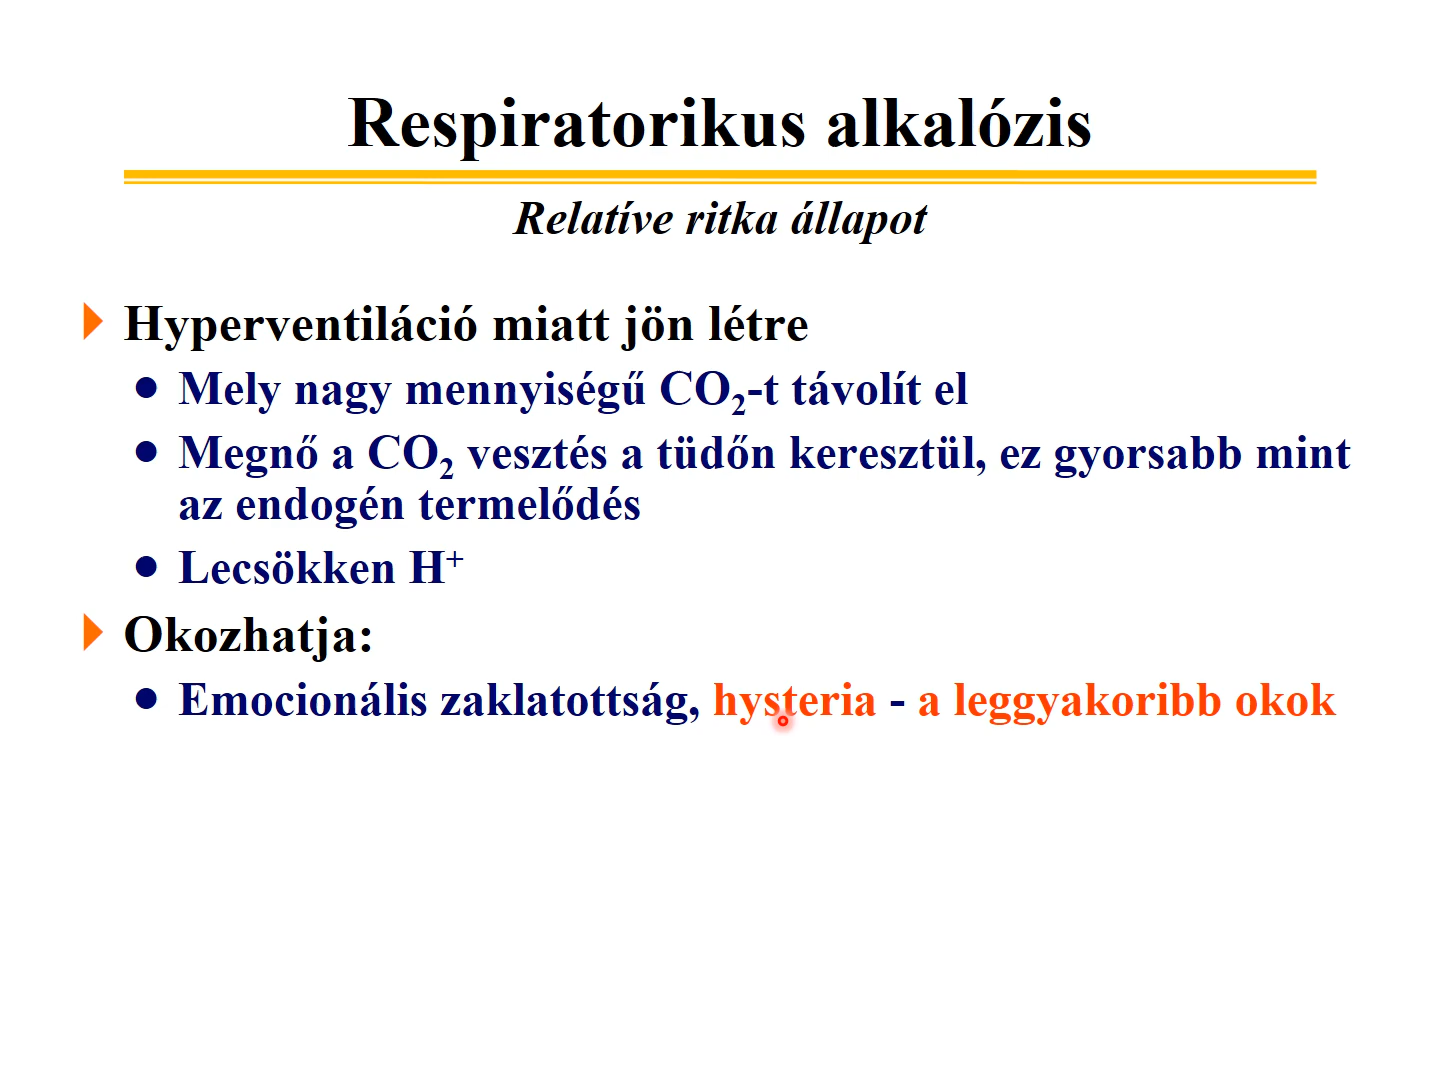 Respiratorikus alkalózis
Relatíve ritka állapot
Hyperventiláció miatt jön létre
Mely nagy mennyiségű CO₂-t távolít el
Megnő a CO₂ vesztés a tüdőn keresztül, ez gyorsabb mint
az endogén termelődés
Lecsökken H⁺
Okozhatja:
Emocionális zaklatottság, hysteria - a leggyakoribb okok